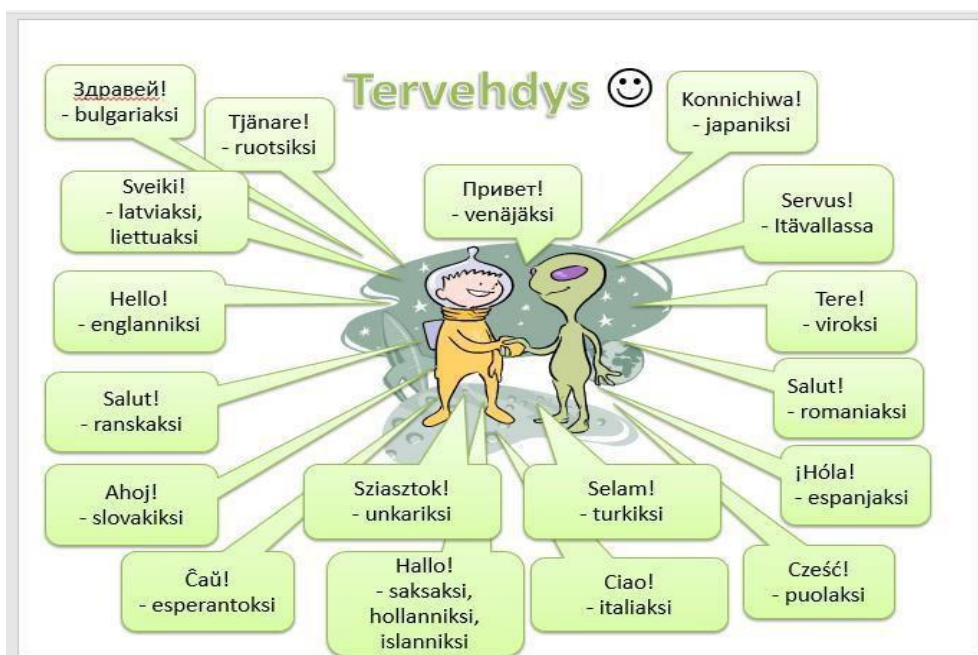 Tervehdys
Здравей!
- bulgariaksi
Tjänare!
- ruotsiksi
Konnichiwa!
- japaniksi
Sveiki!
- latviaksi,
liettuaksi
Привет!
- venäjäksi
Servus!
- Itävallassa
Hello!
- englanniksi
Tere!
- viroksi
Salut!
- ranskaksi
Salut!
- romaniaksi
Ahoj!
- slovakiksi
Sziasztok!
- unkariksi
Selam!
- turkiksi
¡Hóla!
- espanjaksi
Ĉaŭ!
- esperantoksi
Hallo!
- saksaksi,
hollanniksi,
islanniksi
Ciao!
- italiaksi
Cześć!
- puolaksi